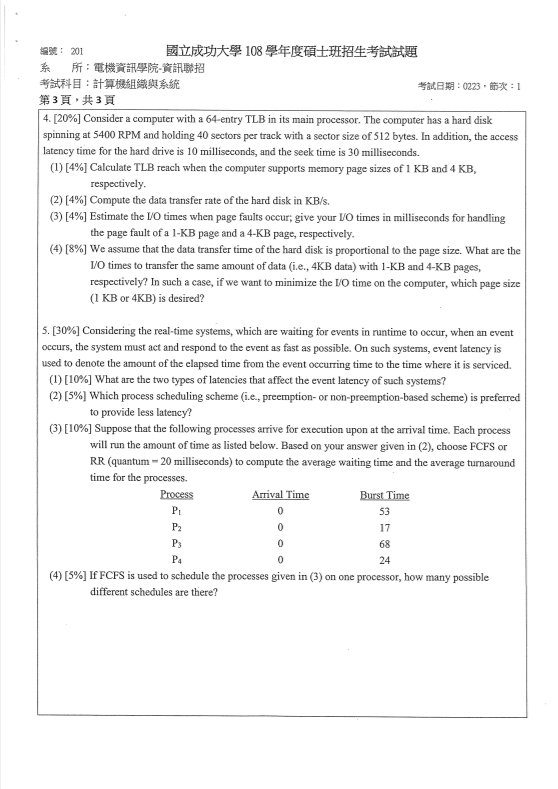 編號： 201
國立成功大學 108 學年度碩士班招生考試試題
系　　所：電機資訊學院-資訊聯招
考試科目：計算機組織與系統
考試日期：0223，節次：1
第 3 頁，共 3 頁
4. [20%] Consider a computer with a 64-entry TLB in its main processor. The computer has a hard disk
spinning at 5400 RPM and holding 40 sectors per track with a sector size of 512 bytes. In addition, the access
latency time for the hard drive is 10 milliseconds, and the seek time is 30 milliseconds.
(1) [4%] Calculate TLB reach when the computer supports memory page sizes of 1 KB and 4 KB,
respectively.
(2) [4%] Compute the data transfer rate of the hard disk in KB/s.
(3) [4%] Estimate the I/O times when page faults occur; give your I/O times in milliseconds for handling
the page fault of a 1-KB page and a 4-KB page, respectively.
(4) [8%] We assume that the data transfer time of the hard disk is proportional to the page size. What are the
I/O times to transfer the same amount of data (i.e., 4KB data) with 1-KB and 4-KB pages,
respectively? In such a case, if we want to minimize the I/O time on the computer, which page size
(1 KB or 4KB) is desired?
5. [30%] Considering the real-time systems, which are waiting for events in runtime to occur, when an event
occurs, the system must act and respond to the event as fast as possible. On such systems, event latency is
used to denote the amount of the elapsed time from the event occurring time to the time where it is serviced.
(1) [10%] What are the two types of latencies that affect the event latency of such systems?
(2) [5%] Which process scheduling scheme (i.e., preemption- or non-preemption-based scheme) is preferred
to provide less latency?
(3) [10%] Suppose that the following processes arrive for execution upon at the arrival time. Each process
will run the amount of time as listed below. Based on your answer given in (2), choose FCFS or
RR (quantum = 20 milliseconds) to compute the average waiting time and the average turnaround
time for the processes.
Process Arrival Time Burst Time
P1 0 53
P2 0 17
P3 0 68
P4 0 24
(4) [5%] If FCFS is used to schedule the processes given in (3) on one processor, how many possible
different schedules are there?